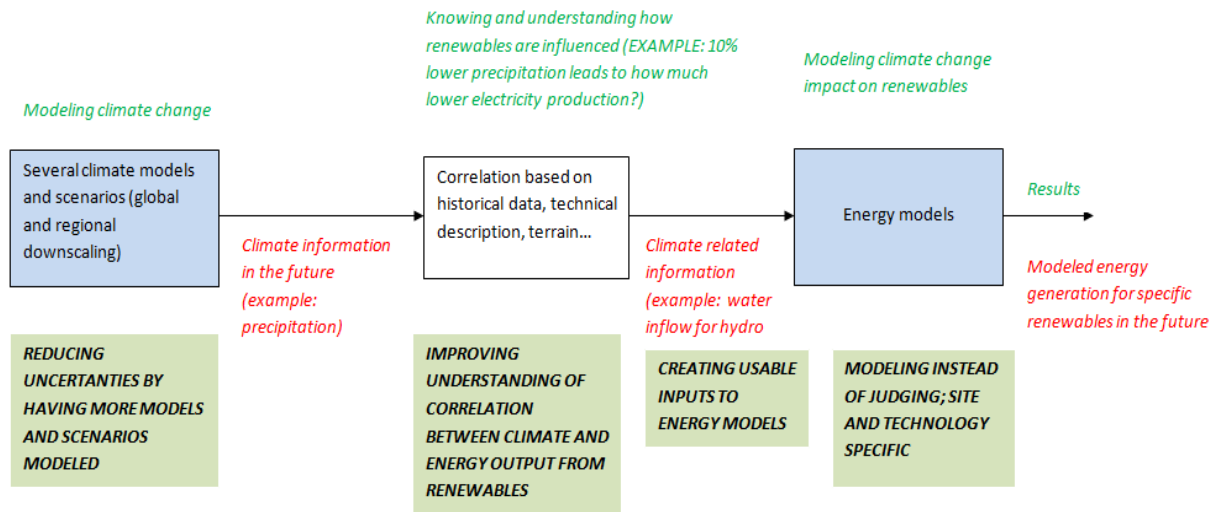 Modeling climate change
Knowing and understanding how
renewables are influenced (EXAMPLE: 10%
lower precipitation leads to how much
lower electricity production?)
Modeling climate change
impact on renewables
Several climate models
and scenarios (global
and regional
downscaling)
Climate information
in the future
(example:
precipitation)
Correlation based on
historical data, technical
description, terrain...
Climate related
information
(example: water
inflow for hydro
Energy models
Results
Modeled energy
generation for specific
renewables in the future
REDUCING
UNCERTANTIES BY
HAVING MORE MODELS
AND SCENARIOS
MODELED
IMPROVING
UNDERSTANDING OF
CORRELATION
BETWEEN CLIMATE AND
ENERGY OUTPUT FROM
RENEWABLES
CREATING USABLE
INPUTS TO
ENERGY MODELS
MODELING INSTEAD
OF JUDGING; SITE
AND TECHNOLOGY
SPECIFIC